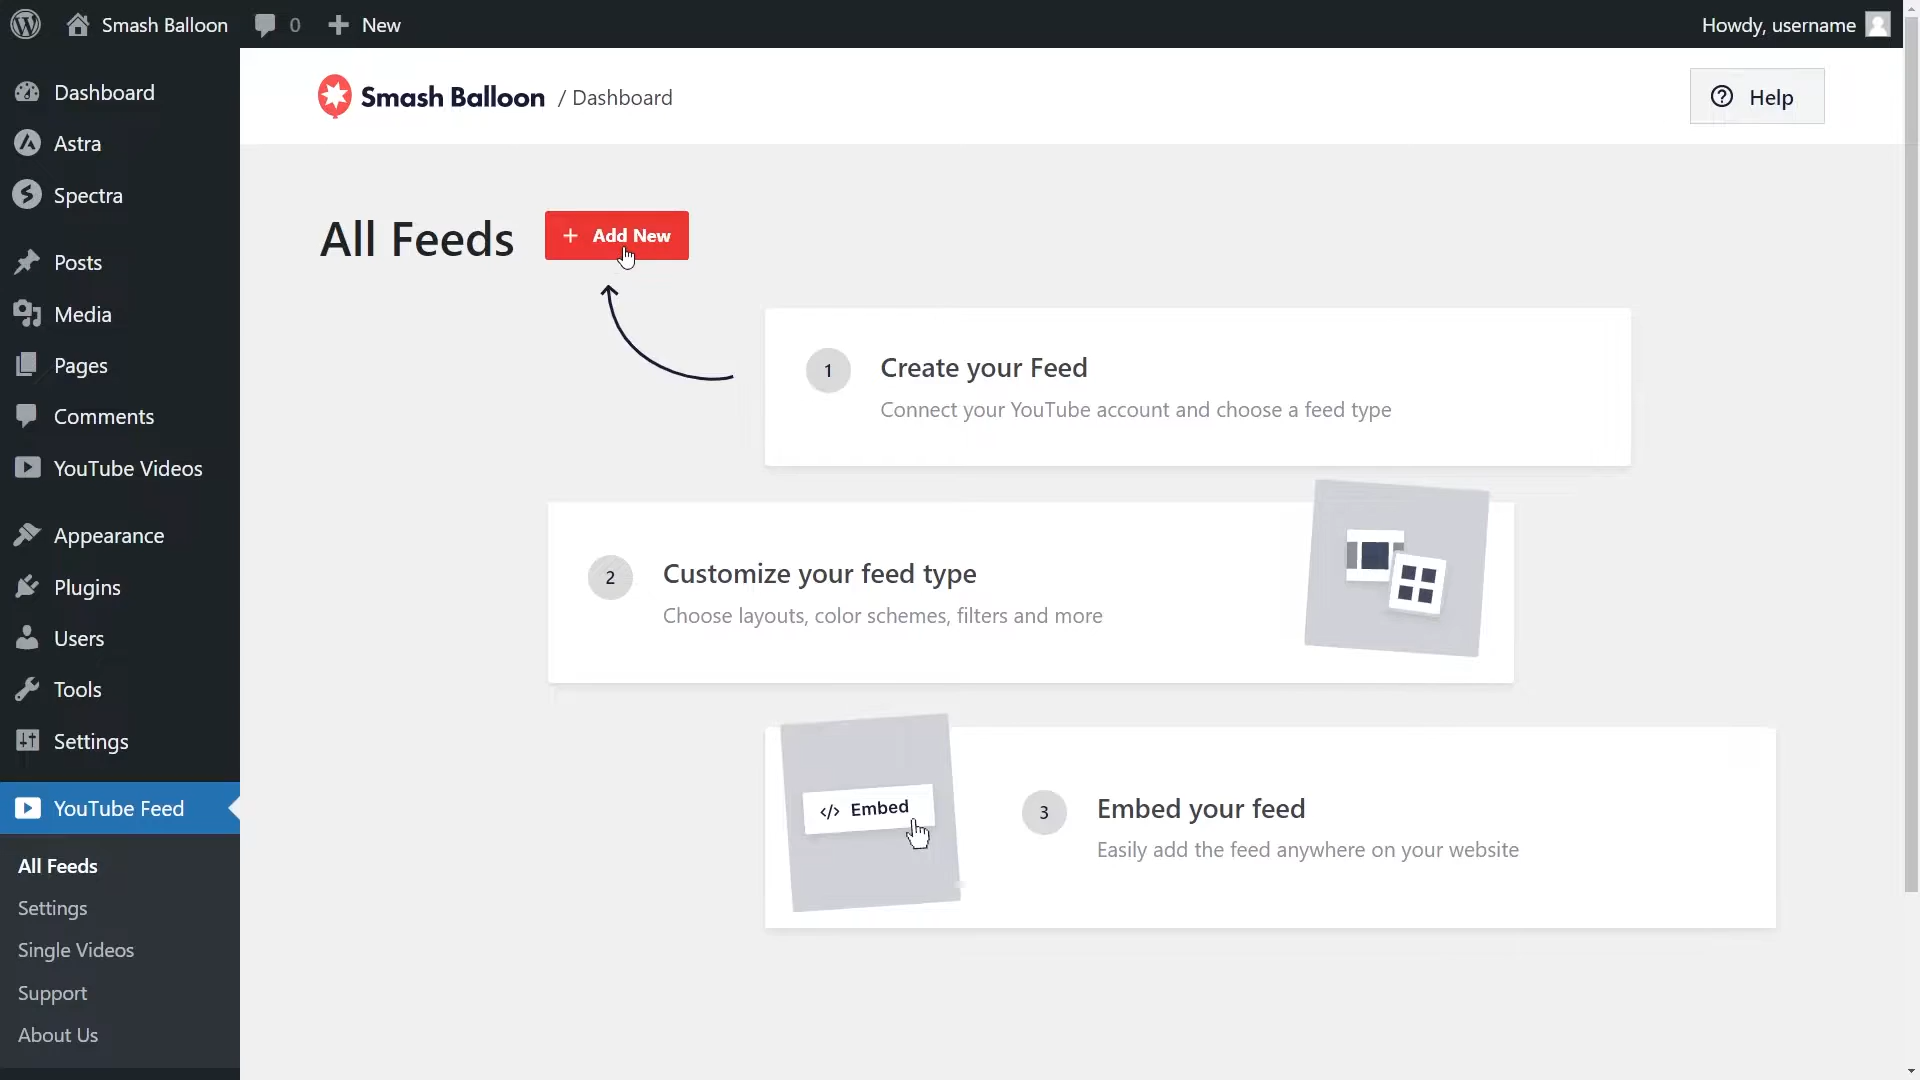 Smash Balloon
0
New
Howdy, username
Dashboard
Astra
Spectra
Posts
Media
Pages
Comments
YouTube Videos
Appearance
Plugins
Users
Tools
Settings
YouTube Feed
All Feeds
Settings
Single Videos
Support
About Us
Smash Balloon / Dashboard
Help
All Feeds
+ Add New
1
Create your Feed
Connect your YouTube account and choose a feed type
2
Customize your feed type
Choose layouts, color schemes, filters and more
</> Embed
3
Embed your feed
Easily add the feed anywhere on your website